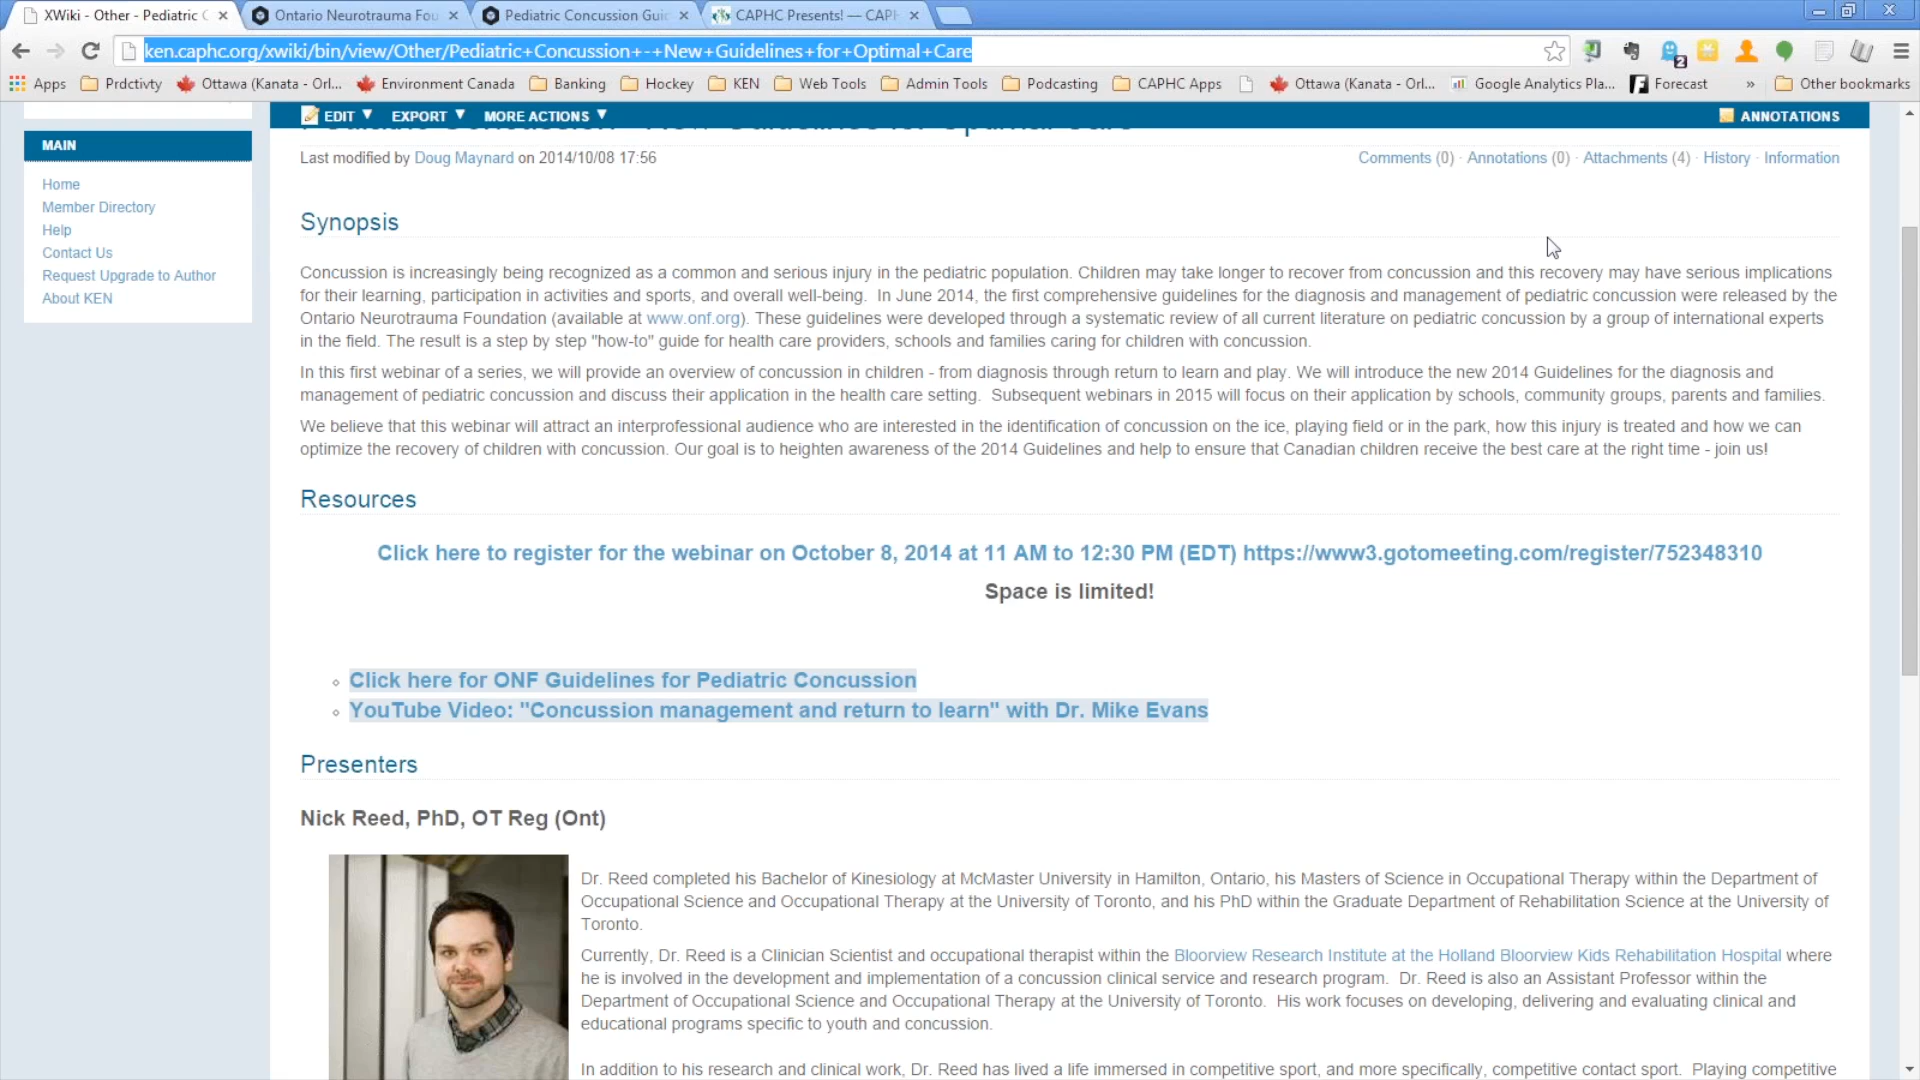 XWiki - Other - Pediatric C
Ontario Neurotrauma Fou
Pediatric Concussion Guid
CAPHC Presents! — CAPH
ken.caphc.org/xwiki/bin/view/Other/Pediatric+Concussion+-+New+Guidelines+for+Optimal+Care
2
Apps
Prdctivty
Ottawa (Kanata - Orl...
Environment Canada
Banking
Hockey
KEN
Web Tools
Admin Tools
Podcasting
CAPHC Apps
Ottawa (Kanata - Orl...
Google Analytics Pla...
Forecast
»
Other bookmarks
EDIT
EXPORT
MORE ACTIONS
ANNOTATIONS
Pediatric Concussion - New Guidelines for Optimal Care
MAIN
Home
Member Directory
Help
Contact Us
Request Upgrade to Author
About KEN
Last modified by Doug Maynard on 2014/10/08 17:56
Comments (0) · Annotations (0) · Attachments (4) · History · Information
Synopsis
Concussion is increasingly being recognized as a common and serious injury in the pediatric population. Children may take longer to recover from concussion and this recovery may have serious implications
for their learning, participation in activities and sports, and overall well-being.  In June 2014, the first comprehensive guidelines for the diagnosis and management of pediatric concussion were released by the
Ontario Neurotrauma Foundation (available at www.onf.org). These guidelines were developed through a systematic review of all current literature on pediatric concussion by a group of international experts
in the field. The result is a step by step "how-to" guide for health care providers, schools and families caring for children with concussion.
In this first webinar of a series, we will provide an overview of concussion in children - from diagnosis through return to learn and play. We will introduce the new 2014 Guidelines for the diagnosis and
management of pediatric concussion and discuss their application in the health care setting.  Subsequent webinars in 2015 will focus on their application by schools, community groups, parents and families.
We believe that this webinar will attract an interprofessional audience who are interested in the identification of concussion on the ice, playing field or in the park, how this injury is treated and how we can
optimize the recovery of children with concussion. Our goal is to heighten awareness of the 2014 Guidelines and help to ensure that Canadian children receive the best care at the right time - join us!
Resources
Click here to register for the webinar on October 8, 2014 at 11 AM to 12:30 PM (EDT) https://www3.gotomeeting.com/register/752348310
Space is limited!
Click here for ONF Guidelines for Pediatric Concussion
YouTube Video: "Concussion management and return to learn" with Dr. Mike Evans
Presenters
Nick Reed, PhD, OT Reg (Ont)
Dr. Reed completed his Bachelor of Kinesiology at McMaster University in Hamilton, Ontario, his Masters of Science in Occupational Therapy within the Department of
Occupational Science and Occupational Therapy at the University of Toronto, and his PhD within the Graduate Department of Rehabilitation Science at the University of
Toronto.
Currently, Dr. Reed is a Clinician Scientist and occupational therapist within the Bloorview Research Institute at the Holland Bloorview Kids Rehabilitation Hospital where
he is involved in the development and implementation of a concussion clinical service and research program.  Dr. Reed is also an Assistant Professor within the
Department of Occupational Science and Occupational Therapy at the University of Toronto.  His work focuses on developing, delivering and evaluating clinical and
educational programs specific to youth and concussion.
In addition to his research and clinical work, Dr. Reed has lived a life immersed in competitive sport, and more specifically, competitive contact sport.  Playing competitive